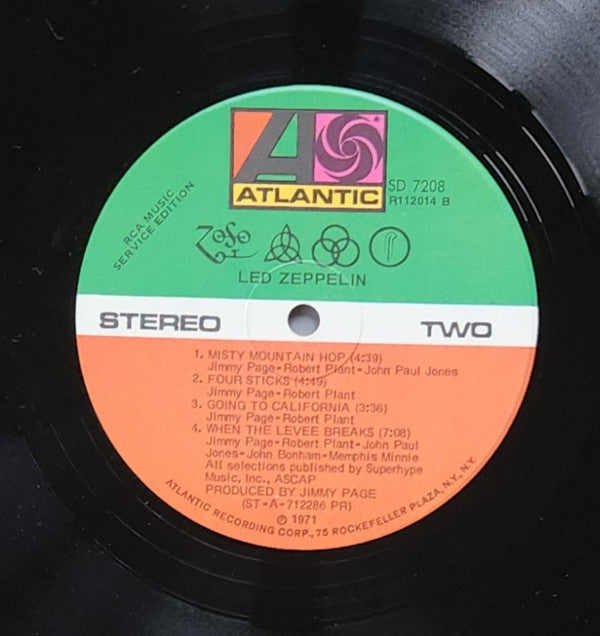 A
ATLANTIC
SD 7208
R112014 B
RCA MUSIC
SERVICE EDITION
LED ZEPPELIN
STEREO
TWO
1. MISTY MOUNTAIN HOP (4:39)
Jimmy Page-Robert Plant-John Paul Jones
2. FOUR STICKS (4:49)
Jimmy Page-Robert Plant
3. GOING TO CALIFORNIA (3:36)
Jimmy Page-Robert Plant
4. WHEN THE LEVEE BREAKS (7:08)
Jimmy Page-Robert Plant-John Paul
Jones-John Bonham-Memphis Minnie
All selections published by Superhype
Music, Inc., ASCAP
PRODUCED BY JIMMY PAGE
(ST-A-712286 PR)
℗ 1971
ATLANTIC RECORDING CORP., 75 ROCKEFELLER PLAZA, N.Y., N.Y.